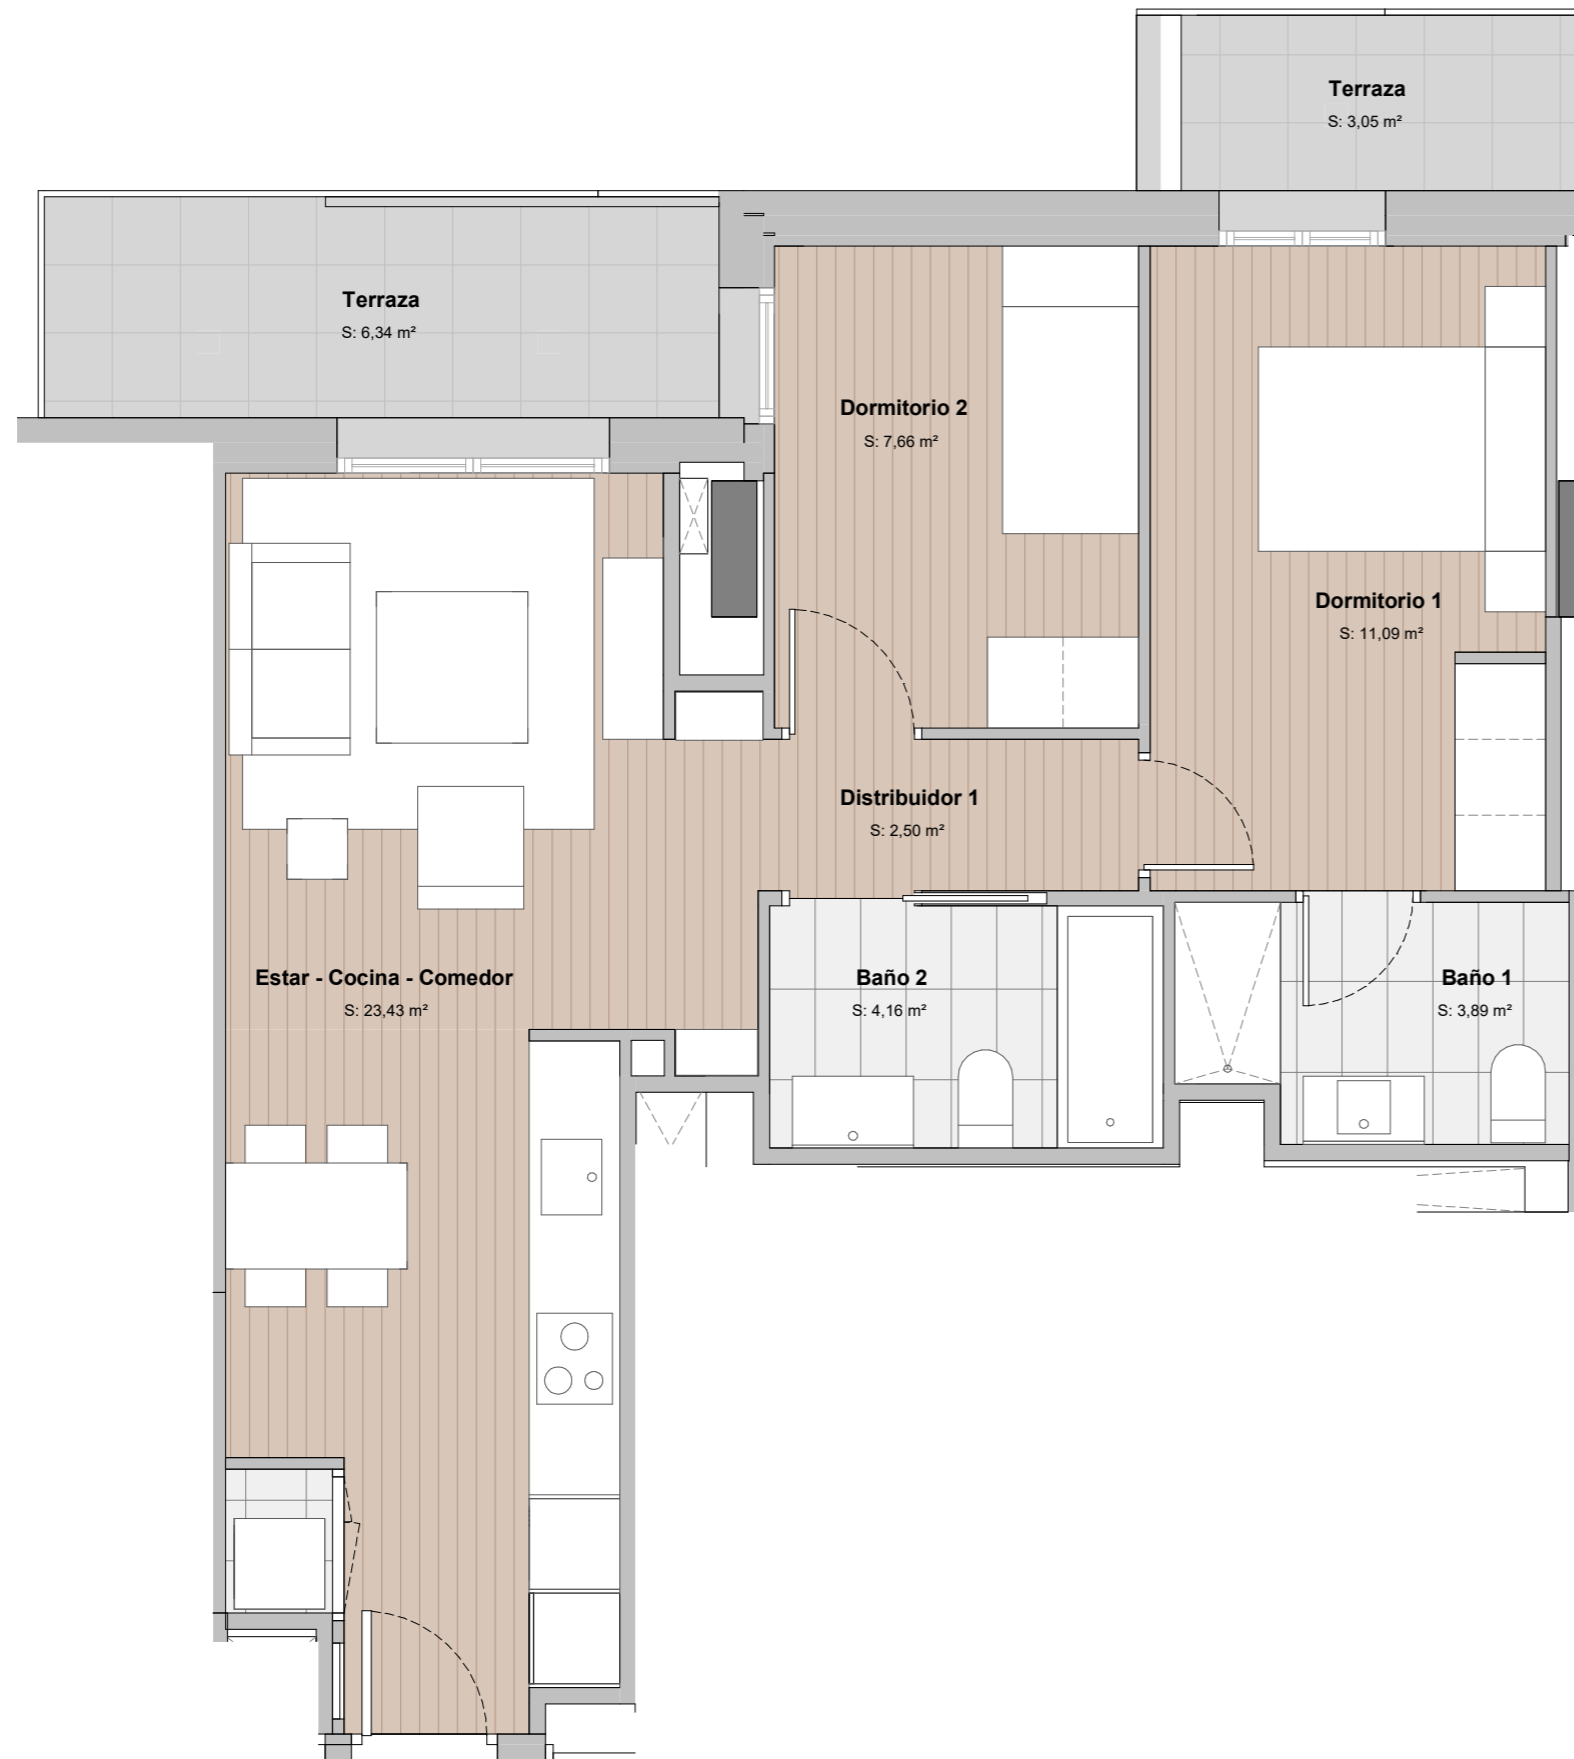 Terraza
S: 3,05 m²
Terraza
S: 6,34 m²
Dormitorio 2
S: 7,66 m²
Dormitorio 1
S: 11,09 m²
Distribuidor 1
S: 2,50 m²
Estar - Cocina - Comedor
S: 23,43 m²
Baño 2
S: 4,16 m²
Baño 1
S: 3,89 m²